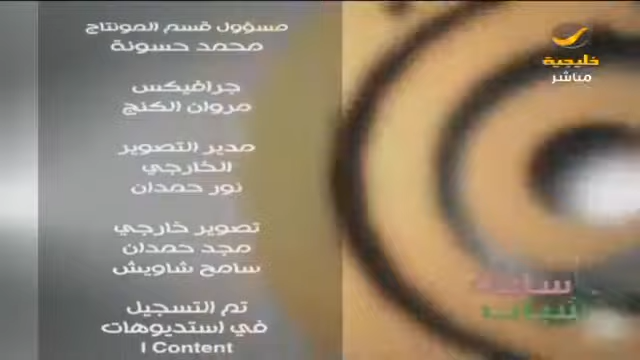 مسؤول قسم المونتاج
محمد حسونة
جرافيكس
مروان الكنج
مدير التصوير
الخارجي
نور حمدان
تصوير خارجي
مجد حمدان
سامح شاويش
تم التسجيل
في استديوهات
I Content
خليجية
مباشر